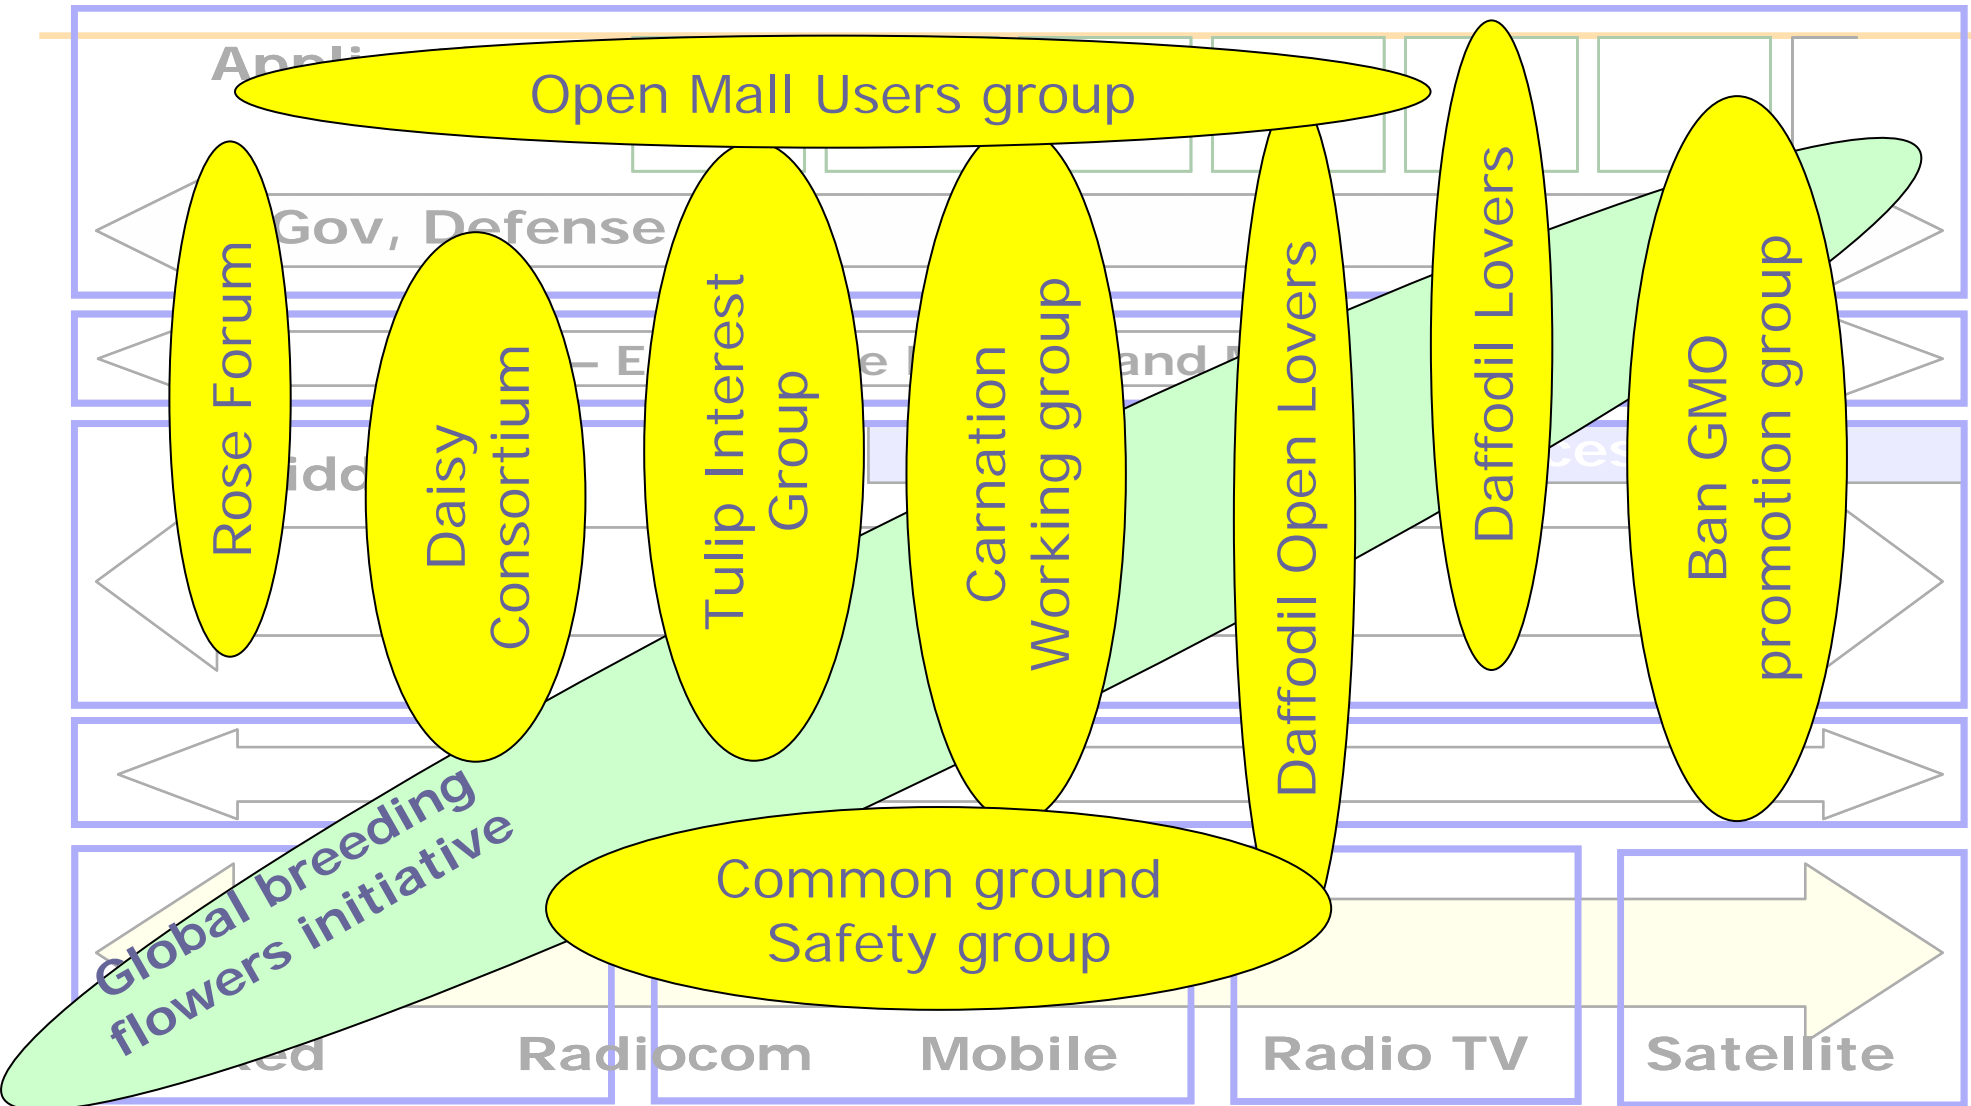 Open Mall Users group
Gov, Defense
Rose Forum
Daisy
Consortium
Tulip Interest
Group
Carnation
Working group
Daffodil Open Lovers
Daffodil Lovers
Ban GMO
promotion group
and
Global breeding
flowers initiative
Common ground
Safety group
Radiocom
Mobile
Radio TV
Satellite